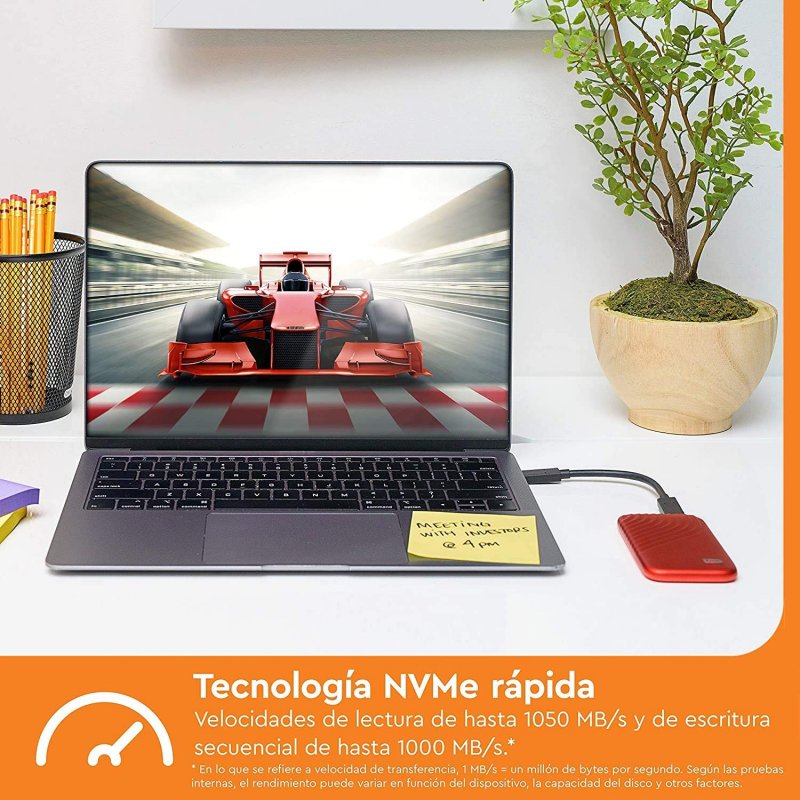 MEETING
WITH INVESTORS
@ 4 PM
Tecnología NVMe rápida
Velocidades de lectura de hasta 1050 MB/s y de escritura
secuencial de hasta 1000 MB/s.*
* En lo que se refiere a velocidad de transferencia, 1 MB/s = un millón de bytes por segundo. Según las pruebas
internas, el rendimiento puede variar en función del dispositivo, la capacidad del disco y otros factores.